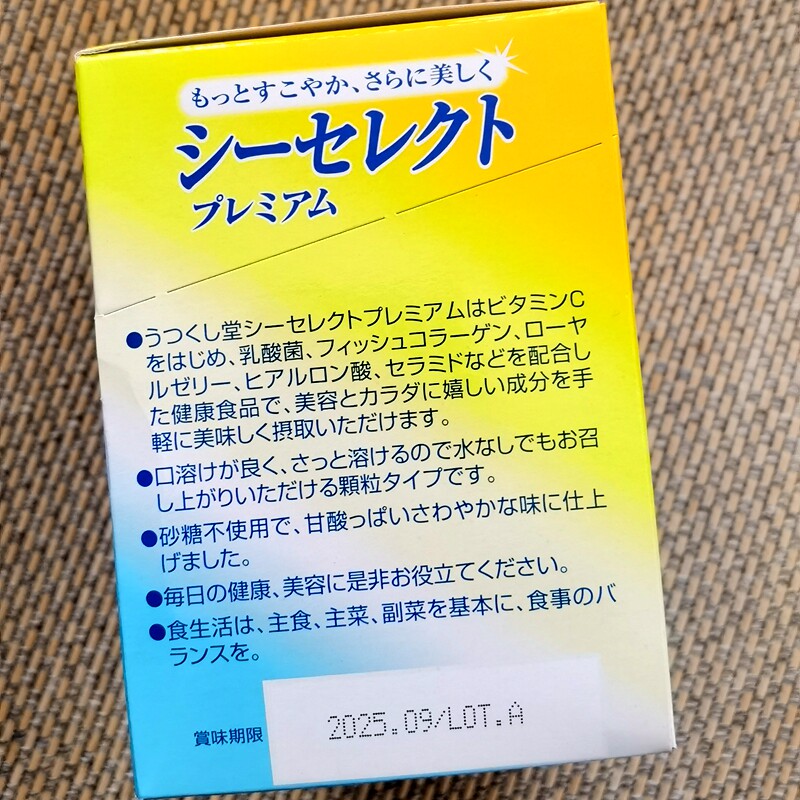 もっとすこやか、さらに美しく
シーセレクト
プレミアム
●うつくし堂シーセレクトプレミアムはビタミンC
をはじめ、乳酸菌、フィッシュコラーゲン、ローヤ
ルゼリー、ヒアルロン酸、セラミドなどを配合し
た健康食品で、美容とカラダに嬉しい成分を手
軽に美味しく摂取いただけます。
●口溶けが良く、さっと溶けるので水なしでもお召
し上がりいただける顆粒タイプです。
●砂糖不使用で、甘酸っぱいさわやかな味に仕上
げました。
●毎日の健康、美容に是非お役立てください。
●食生活は、主食、主菜、副菜を基本に、食事のバ
ランスを。
賞味期限 2025.09/LOT.A